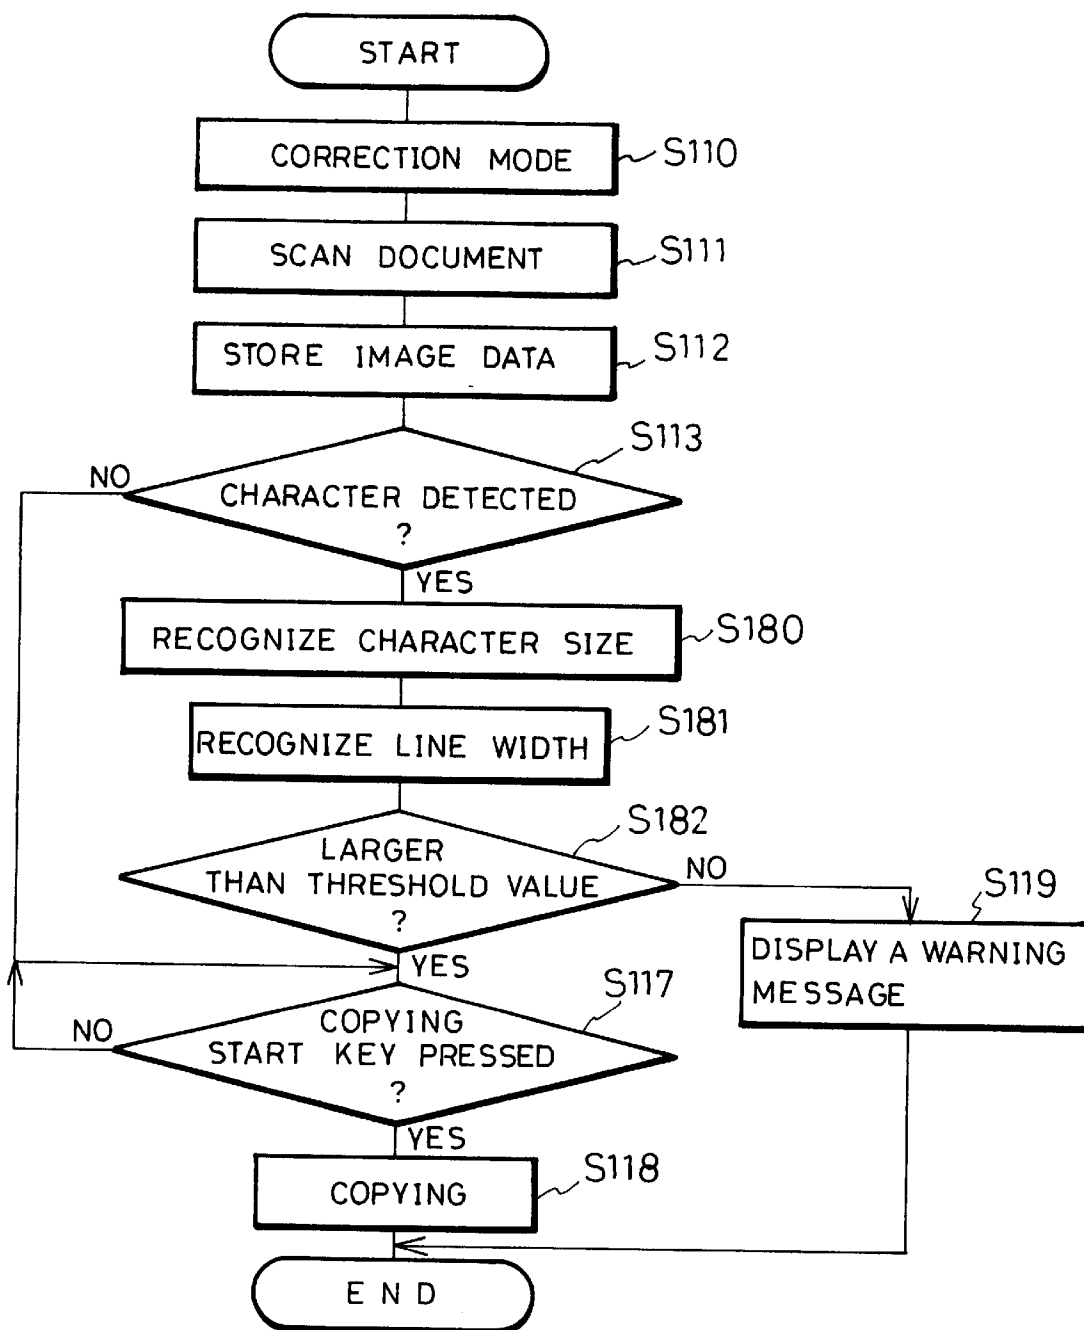 START
CORRECTION MODE
S110
SCAN DOCUMENT
S111
STORE IMAGE DATA
S112
S113
NO
CHARACTER DETECTED
?
YES
RECOGNIZE CHARACTER SIZE
S180
RECOGNIZE LINE WIDTH
S181
S182
LARGER
THAN THRESHOLD VALUE
?
NO
YES
S119
DISPLAY A WARNING
MESSAGE
S117
NO
COPYING
START KEY PRESSED
?
YES
COPYING
S118
END